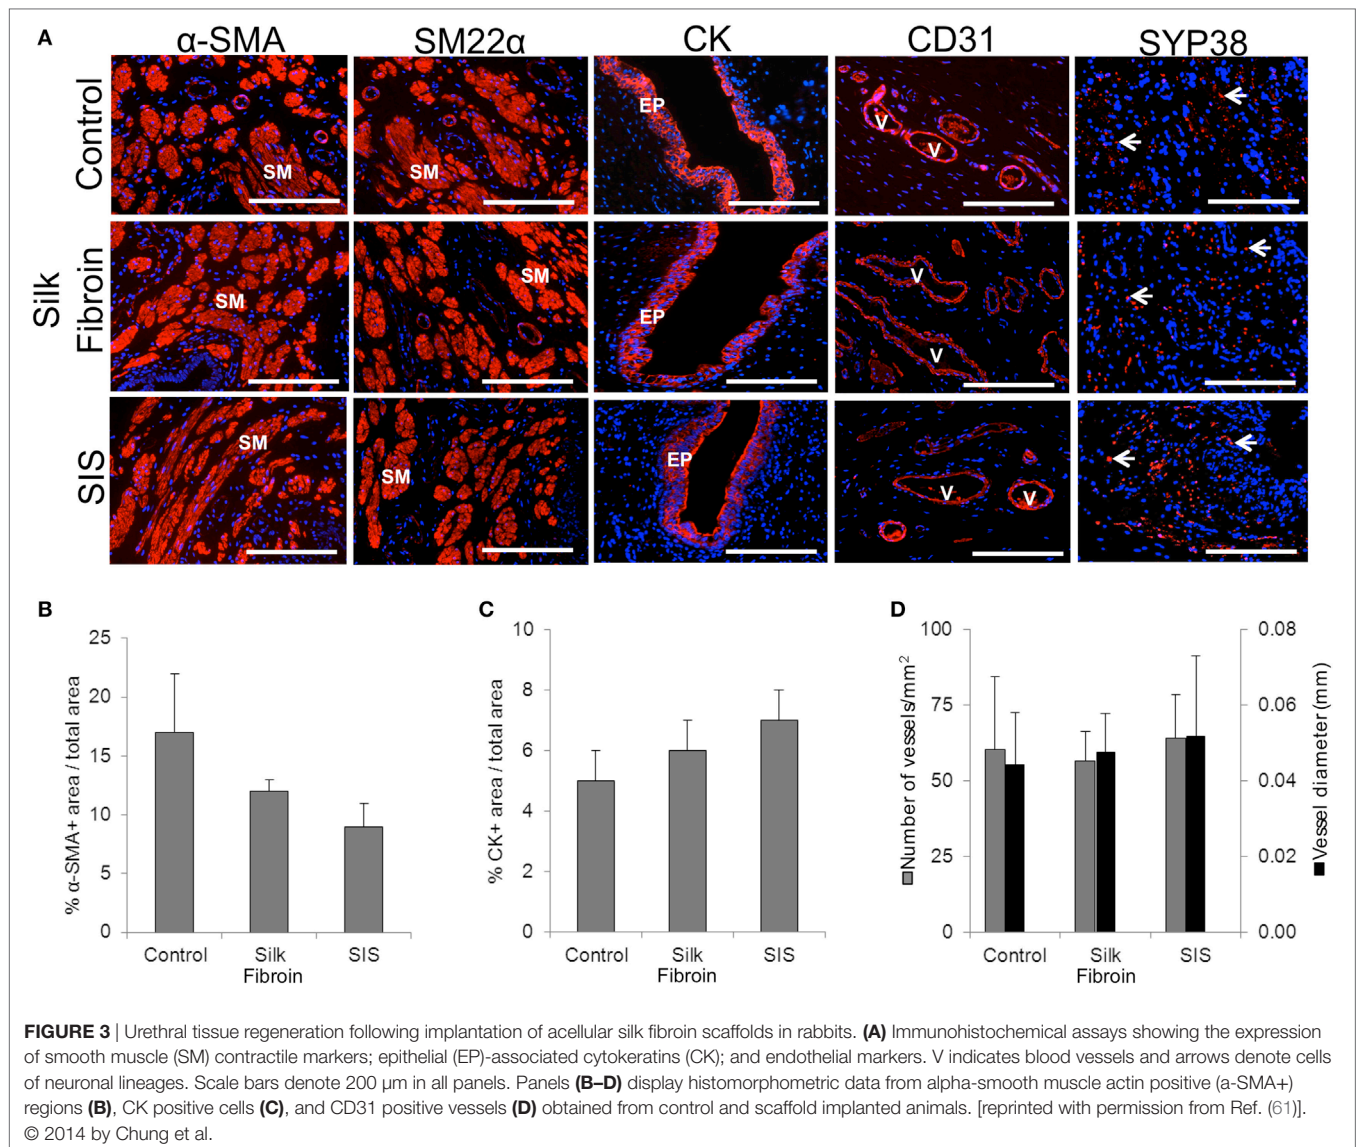 A
α-SMA SM22α CK CD31 SYP38
Control
SM SM EP V V
Silk
Fibroin
SM SM EP V V
SIS
SM SM EP V V
B
25
20
15
10
5
0
% α-SMA+ area / total area
Control Silk SIS
Fibroin
C
10
8
6
4
2
0
% CK+ area / total area
Control Silk SIS
Fibroin
D
100
75
50
25
0
Number of vessels/mm²
0.08
0.06
0.04
0.02
0.00
Vessel diameter (mm)
Control Silk SIS
Fibroin
FIGURE 3 | Urethral tissue regeneration following implantation of acellular silk fibroin scaffolds in rabbits. (A) Immunohistochemical assays showing the expression
of smooth muscle (SM) contractile markers; epithelial (EP)-associated cytokeratins (CK); and endothelial markers. V indicates blood vessels and arrows denote cells
of neuronal lineages. Scale bars denote 200 μm in all panels. Panels (B–D) display histomorphometric data from alpha-smooth muscle actin positive (a-SMA+)
regions (B), CK positive cells (C), and CD31 positive vessels (D) obtained from control and scaffold implanted animals. [reprinted with permission from Ref. (61)].
© 2014 by Chung et al.